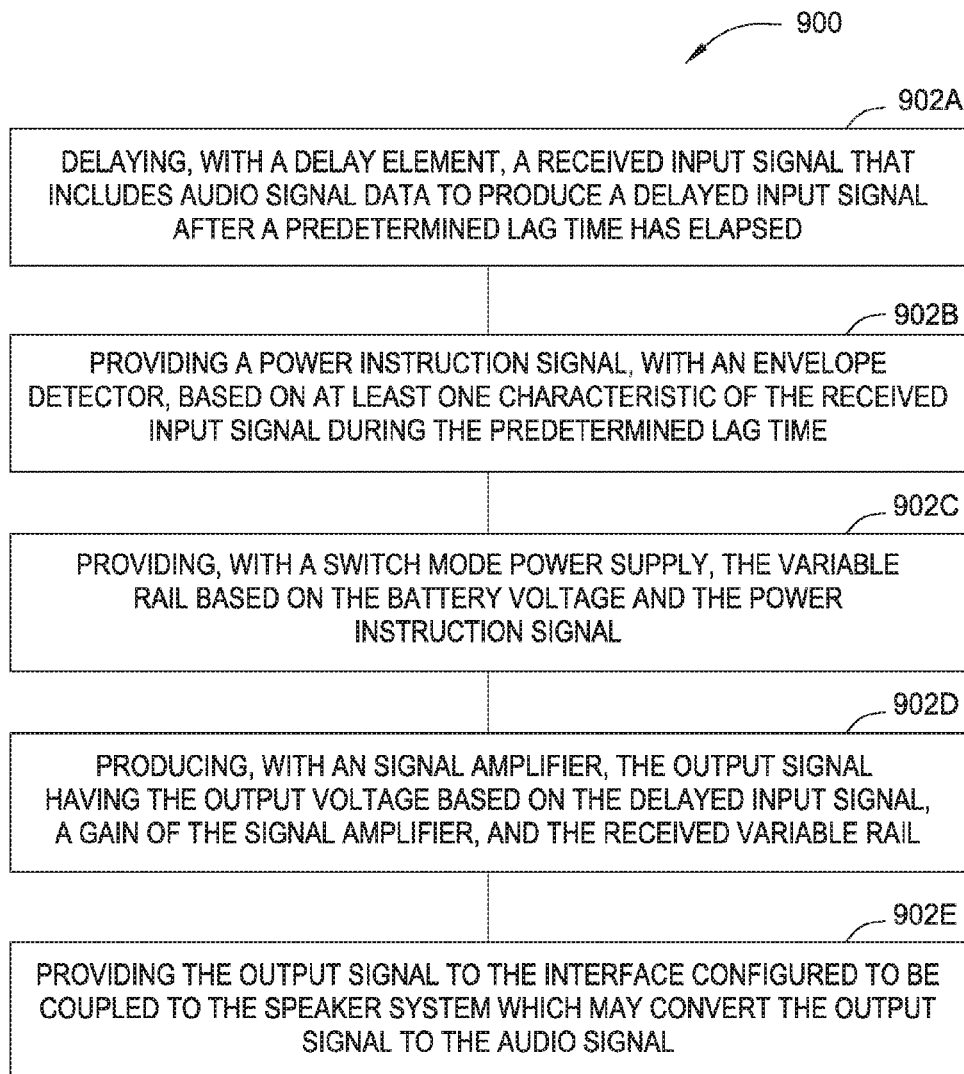 900
902A
DELAYING, WITH A DELAY ELEMENT, A RECEIVED INPUT SIGNAL THAT
INCLUDES AUDIO SIGNAL DATA TO PRODUCE A DELAYED INPUT SIGNAL
AFTER A PREDETERMINED LAG TIME HAS ELAPSED
902B
PROVIDING A POWER INSTRUCTION SIGNAL, WITH AN ENVELOPE
DETECTOR, BASED ON AT LEAST ONE CHARACTERISTIC OF THE RECEIVED
INPUT SIGNAL DURING THE PREDETERMINED LAG TIME
902C
PROVIDING, WITH A SWITCH MODE POWER SUPPLY, THE VARIABLE
RAIL BASED ON THE BATTERY VOLTAGE AND THE POWER
INSTRUCTION SIGNAL
902D
PRODUCING, WITH AN SIGNAL AMPLIFIER, THE OUTPUT SIGNAL
HAVING THE OUTPUT VOLTAGE BASED ON THE DELAYED INPUT SIGNAL,
A GAIN OF THE SIGNAL AMPLIFIER, AND THE RECEIVED VARIABLE RAIL
902E
PROVIDING THE OUTPUT SIGNAL TO THE INTERFACE CONFIGURED TO BE
COUPLED TO THE SPEAKER SYSTEM WHICH MAY CONVERT THE OUTPUT
SIGNAL TO THE AUDIO SIGNAL